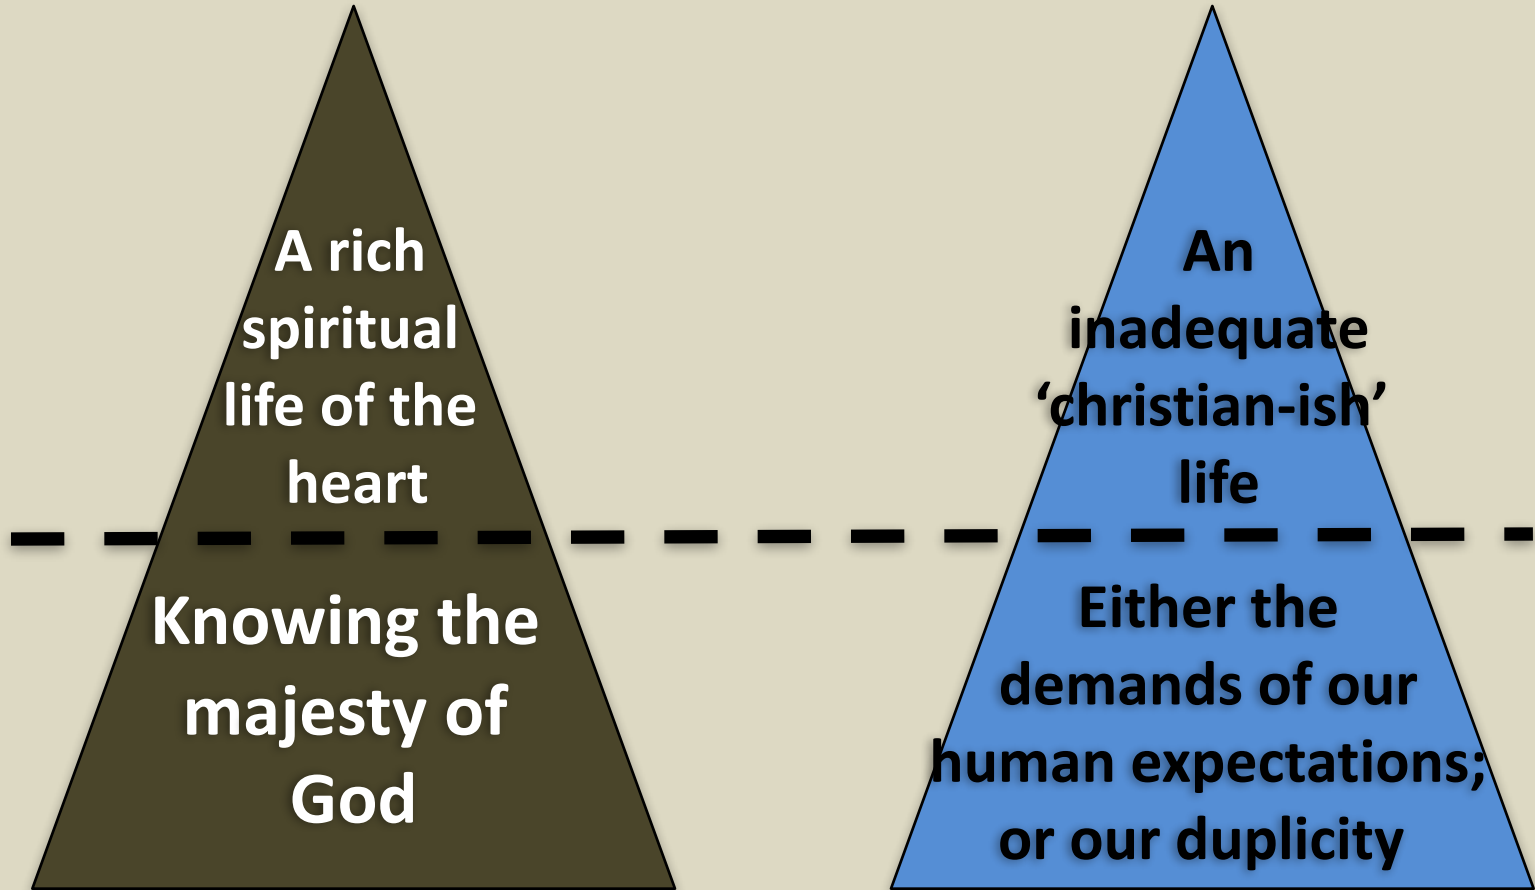 A rich
spiritual
life of the
heart
Knowing the
majesty of
God
An
inadequate
‘christian-ish’
life
Either the
demands of our
human expectations;
or our duplicity